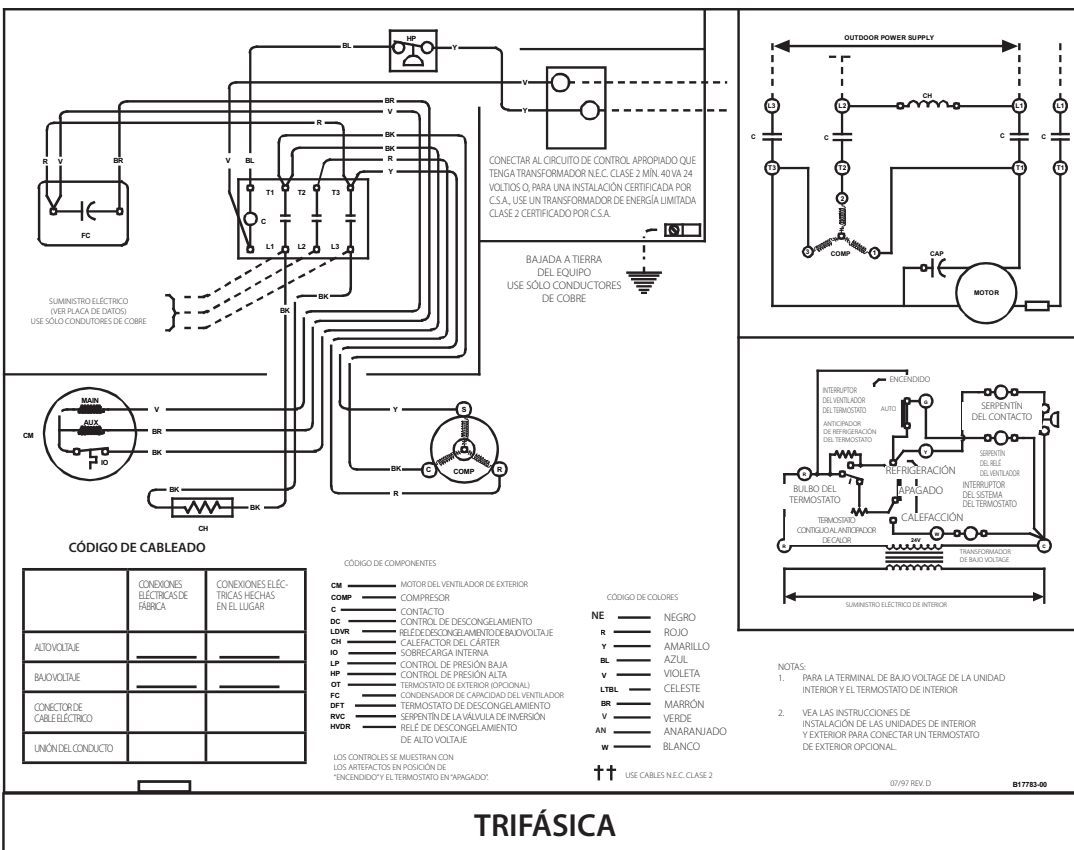 HP
BL
Y
BR
V
R
BK
BK
R
Y
V
Y
R
V
BR
V
BL
FC
T1
T2
T3
C
L1
L2
L3
BK
BK
CONECTAR AL CIRCUITO DE CONTROL APROPIADO QUE
TENGA TRANSFORMADOR N.E.C. CLASE 2 MÍN. 40 VA 24
VOLTIOS O, PARA UNA INSTALACIÓN CERTIFICADA POR
C.S.A., USE UN TRANSFORMADOR DE ENERGÍA LIMITADA
CLASE 2 CERTIFICADO POR C.S.A.
BAJADA A TIERRA
DEL EQUIPO
USE SÓLO CONDUCTORES
DE COBRE
SUMINISTRO ELÉCTRICO
(VER PLACA DE DATOS)
USE SÓLO CONDUTORES DE COBRE
CM
MAIN
AUX
IO
V
BR
BK
BK
BK
CH
Y
BK
R
S
C
COMP
R
OUTDOOR POWER SUPPLY
L3
L2
CH
L1
L1
C
C
C
C
T3
T2
T1
T1
2
3
COMP
1
CAP
MOTOR
ENCENDIDO
INTERRUPTOR
DEL VENTILADOR
DEL TERMOSTATO
AUTO
G
ANTICIPADOR
DE REFRIGERACIÓN
DEL TERMOSTATO
SERPENTÍN
DEL CONTACTO
Y
SERPENTÍN
DEL RELÉ
DEL VENTILADOR
R
REFRIGERACIÓN
BULBO DEL
TERMOSTATO
APAGADO
INTERRUPTOR
DEL SISTEMA
DEL TERMOSTATO
CALEFACCIÓN
TERMOSTATO
CONTIGUO AL ANTICIPADOR
DE CALOR
W
R
24V
C
TRANSFORMADOR
DE BAJO VOLTAGE
SUMINISTRO ELÉCTRICO DE INTERIOR
CÓDIGO DE CABLEADO
CONEXIONES
ELÉCTRICAS DE
FÁBRICA
CONEXIONES ELÉC-
TRICAS HECHAS
EN EL LUGAR
ALTO VOLTAJE
BAJO VOLTAJE
CONECTOR DE
CABLE ELÉCTRICO
UNIÓN DEL CONDUCTO
CÓDIGO DE COMPONENTES
CM MOTOR DEL VENTILADOR DE EXTERIOR
COMP COMPRESOR
C CONTACTO
DC CONTROL DE DESCONGELAMIENTO
LDVR RELÉ DE DESCONGELAMIENTO DE BAJO VOLTAJE
CH CALEFACTOR DEL CÁRTER
IO SOBRECARGA INTERNA
LP CONTROL DE PRESIÓN BAJA
HP CONTROL DE PRESIÓN ALTA
OT TERMOSTATO DE EXTERIOR (OPCIONAL)
FC CONDENSADOR DE CAPACIDAD DEL VENTILADOR
DFT TERMOSTATO DE DESCONGELAMIENTO
RVC SERPENTÍN DE LA VÁLVULA DE INVERSIÓN
HVDR RELÉ DE DESCONGELAMIENTO
DE ALTO VOLTAJE
LOS CONTROLES SE MUESTRAN CON
LOS ARTEFACTOS EN POSICIÓN DE
"ENCENDIDO" Y EL TERMOSTATO EN "APAGADO".
CÓDIGO DE COLORES
NE NEGRO
R ROJO
Y AMARILLO
BL AZUL
V VIOLETA
LTBL CELESTE
BR MARRÓN
V VERDE
AN ANARANJADO
W BLANCO
†† USE CABLES N.E.C. CLASE 2
NOTAS:
1. PARA LA TERMINAL DE BAJO VOLTAGE DE LA UNIDAD
INTERIOR Y EL TERMOSTATO DE INTERIOR
2. VEA LAS INSTRUCCIONES DE
INSTALACIÓN DE LAS UNIDADES DE INTERIOR
Y EXTERIOR PARA CONECTAR UN TERMOSTATO
DE EXTERIOR OPCIONAL.
07/97 REV. D
B17783-00
TRIFÁSICA